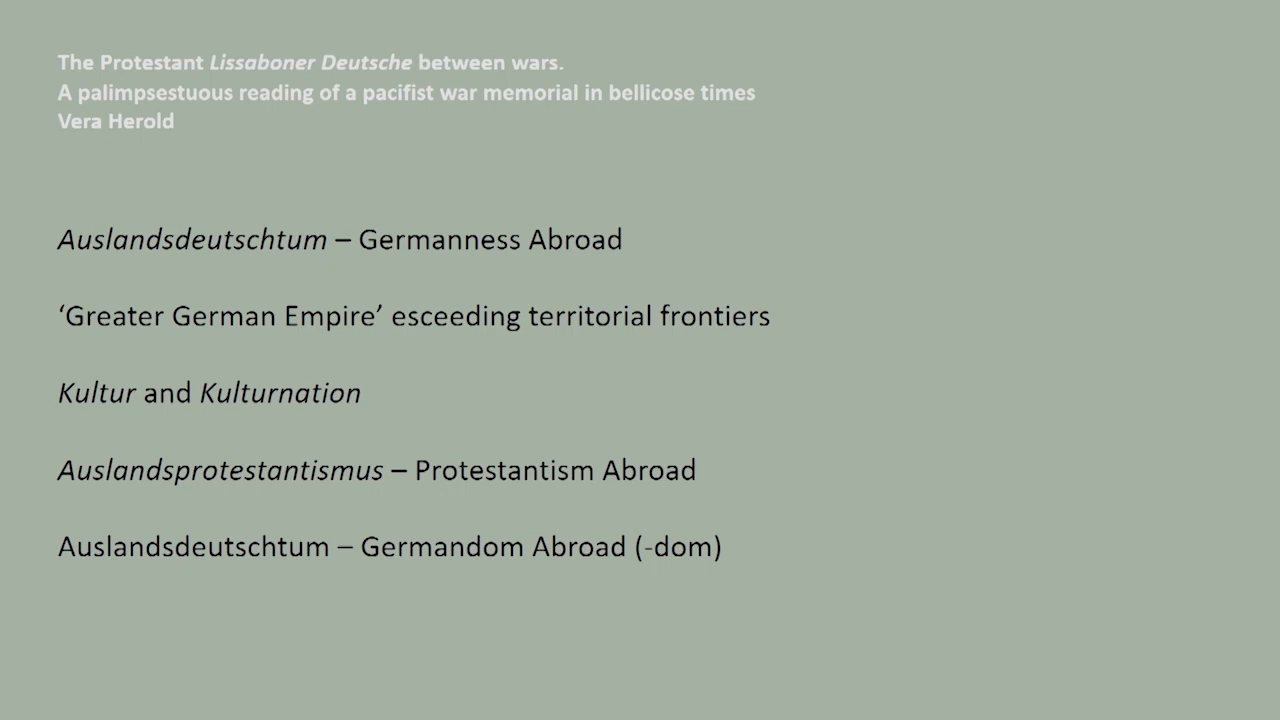 The Protestant Lissaboner Deutsche between wars.
A palimpsestuous reading of a pacifist war memorial in bellicose times
Vera Herold
Auslandsdeutschtum – Germanness Abroad
‘Greater German Empire’ esceeding territorial frontiers
Kultur and Kulturnation
Auslandsprotestantismus – Protestantism Abroad
Auslandsdeutschtum – Germandom Abroad (-dom)